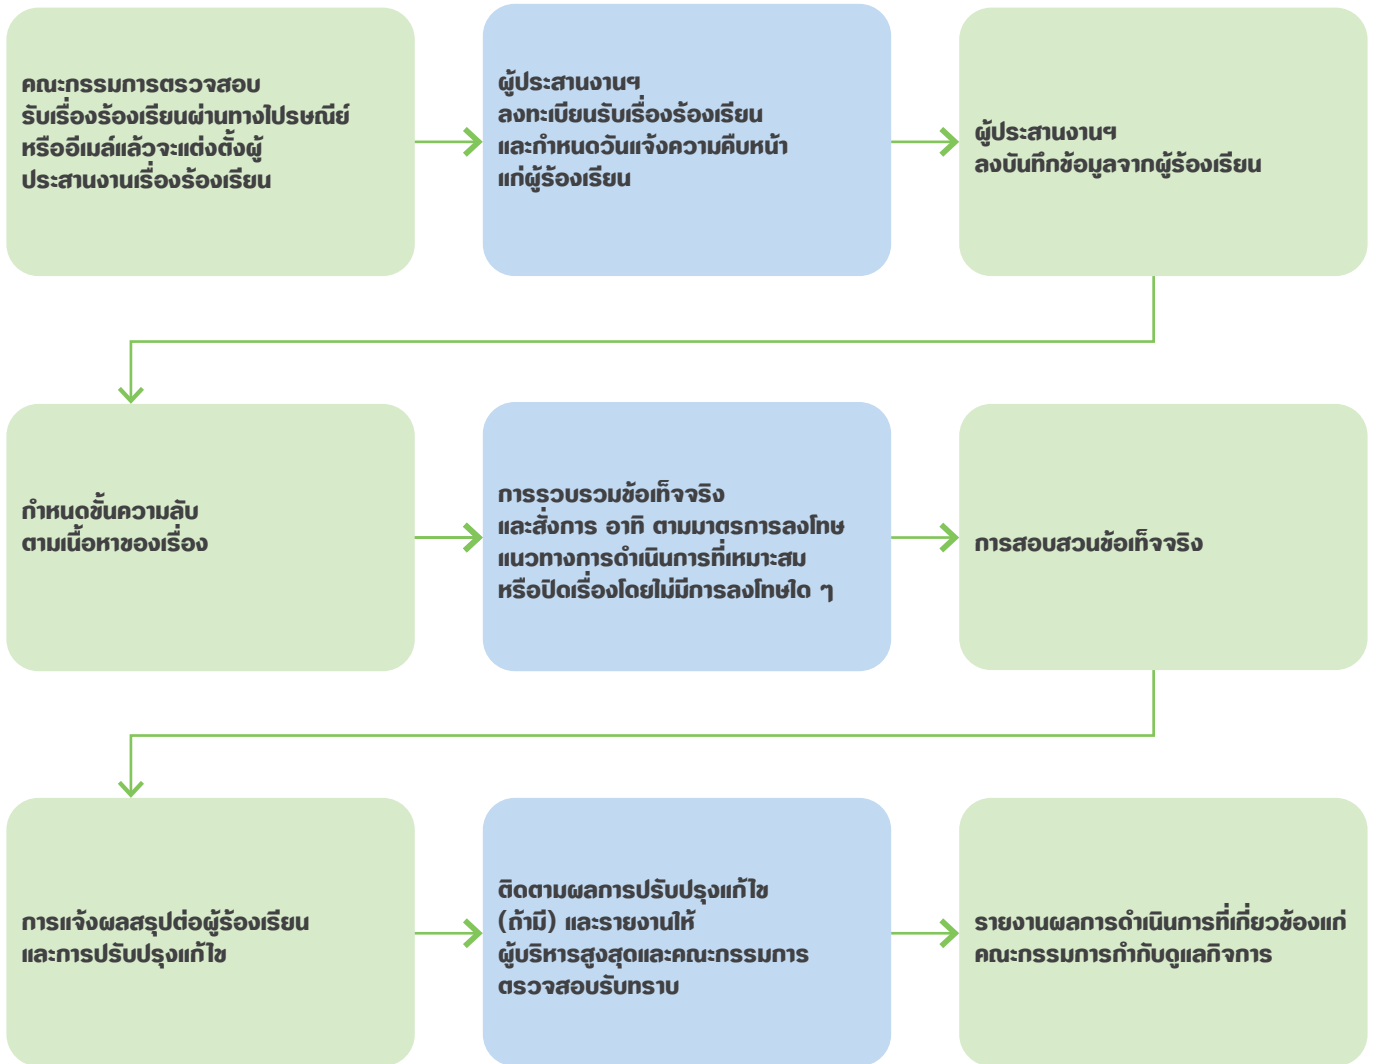 คณะกรรมการตรวจสอบ
รับเรื่องร้องเรียนผ่านทางไปรษณีย์
หรืออีเมล์แล้วจะแต่งตั้งผู้
ประสานงานเรื่องร้องเรียน
ผู้ประสานงานฯ
ลงทะเบียนรับเรื่องร้องเรียน
และกำหนดวันแจ้งความคืบหน้า
แก่ผู้ร้องเรียน
ผู้ประสานงานฯ
ลงบันทึกข้อมูลจากผู้ร้องเรียน
กำหนดชั้นความลับ
ตามเนื้อหาของเรื่อง
การรวบรวมข้อเท็จจริง
และสั่งการ อาทิ ตามมาตรการลงโทษ
แนวทางการดำเนินการที่เหมาะสม
หรือปิดเรื่องโดยไม่มีการลงโทษใด ๆ
การสอบสวนข้อเท็จจริง
การแจ้งผลสรุปต่อผู้ร้องเรียน
และการปรับปรุงแก้ไข
ติดตามผลการปรับปรุงแก้ไข
(ถ้ามี) และรายงานให้
ผู้บริหารสูงสุดและคณะกรรมการ
ตรวจสอบรับทราบ
รายงานผลการดำเนินการที่เกี่ยวข้องแก่
คณะกรรมการกำกับดูแลกิจการ